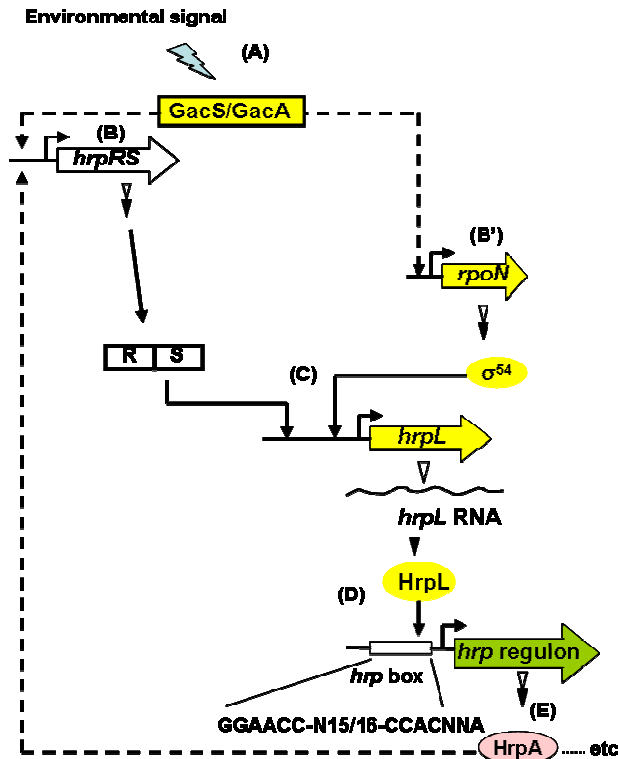 Environmental signal
(A)
GacS/GacA
(B)
hrpRS
(B’)
rpoN
R S
(C)
σ54
hrpL
hrpL RNA
HrpL
(D)
hrp regulon
hrp box
(E)
GGAACC-N15/16-CCACNNA
HrpA ...... etc